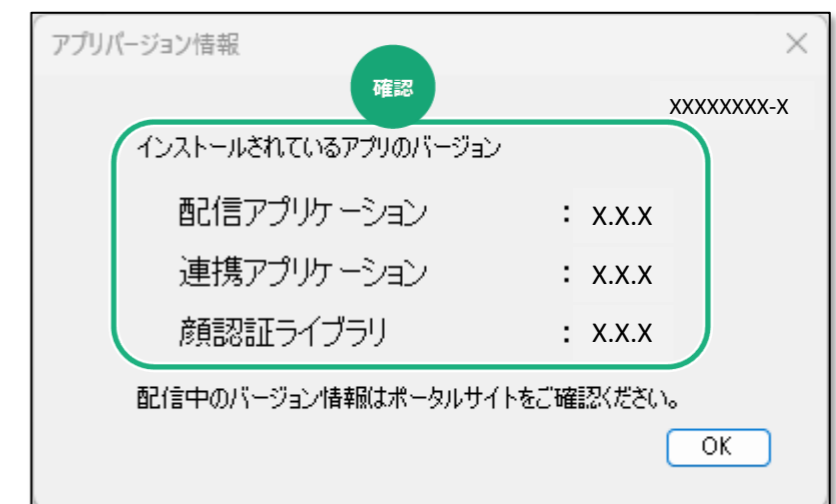 アプリバージョン情報
確認
XXXXXXXX-X
インストールされているアプリのバージョン
配信アプリケーション : X.X.X
連携アプリケーション : X.X.X
顔認証ライブラリ : X.X.X
配信中のバージョン情報はポータルサイトをご確認ください。
OK